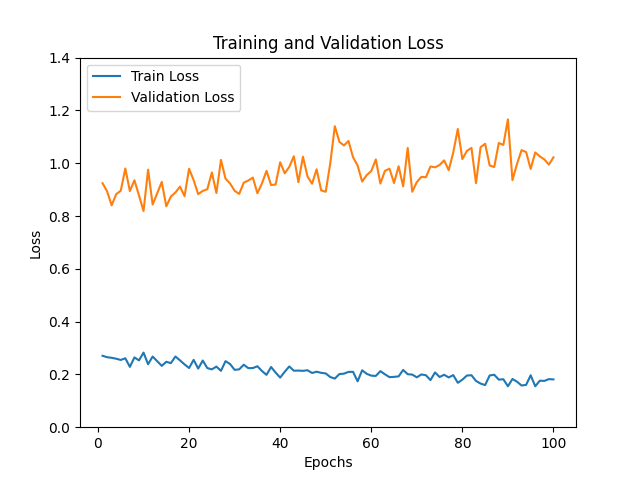 Training and Validation Loss
Train Loss
Validation Loss
1.4
1.2
1.0
0.8
0.6
0.4
0.2
0.0
Loss
0 20 40 60 80 100
Epochs